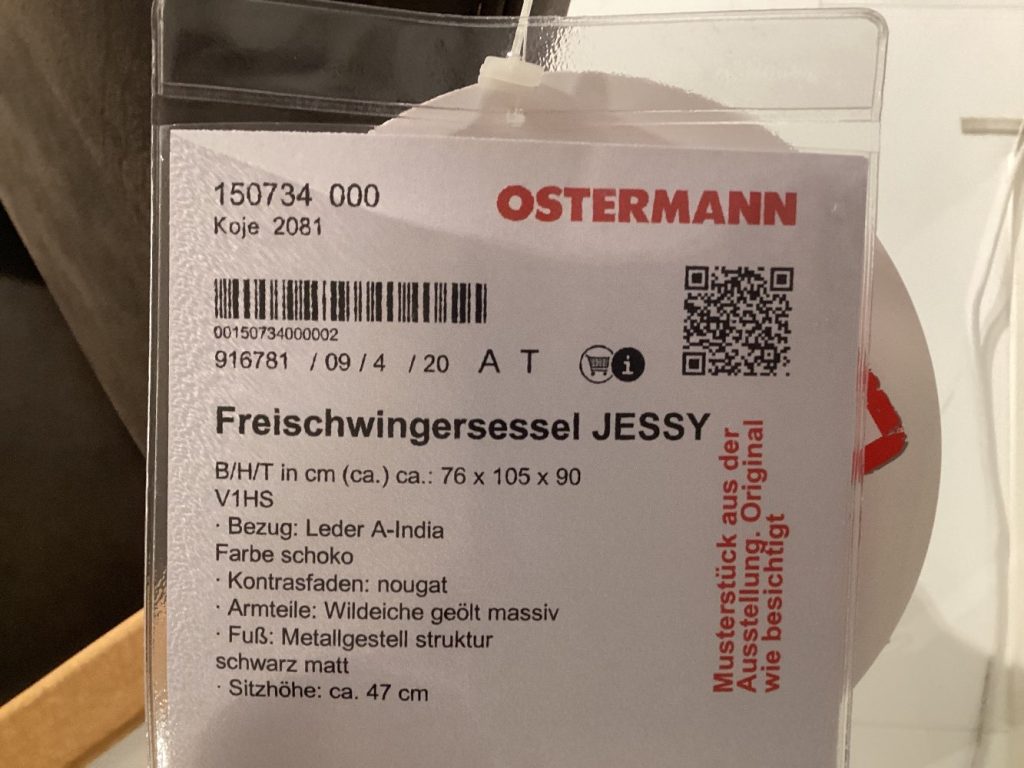 150734 000
OSTERMANN
Koje 2081
00150734000002
916781 / 09 / 4 / 20 A T
i
Freischwingersessel JESSY
B/H/T in cm (ca.) ca.: 76 x 105 x 90
V1HS
· Bezug: Leder A-India
Farbe schoko
· Kontrasfaden: nougat
· Armteile: Wildeiche geölt massiv
· Fuß: Metallgestell struktur
schwarz matt
· Sitzhöhe: ca. 47 cm
Musterstück aus der
Ausstellung. Original
wie besichtigt